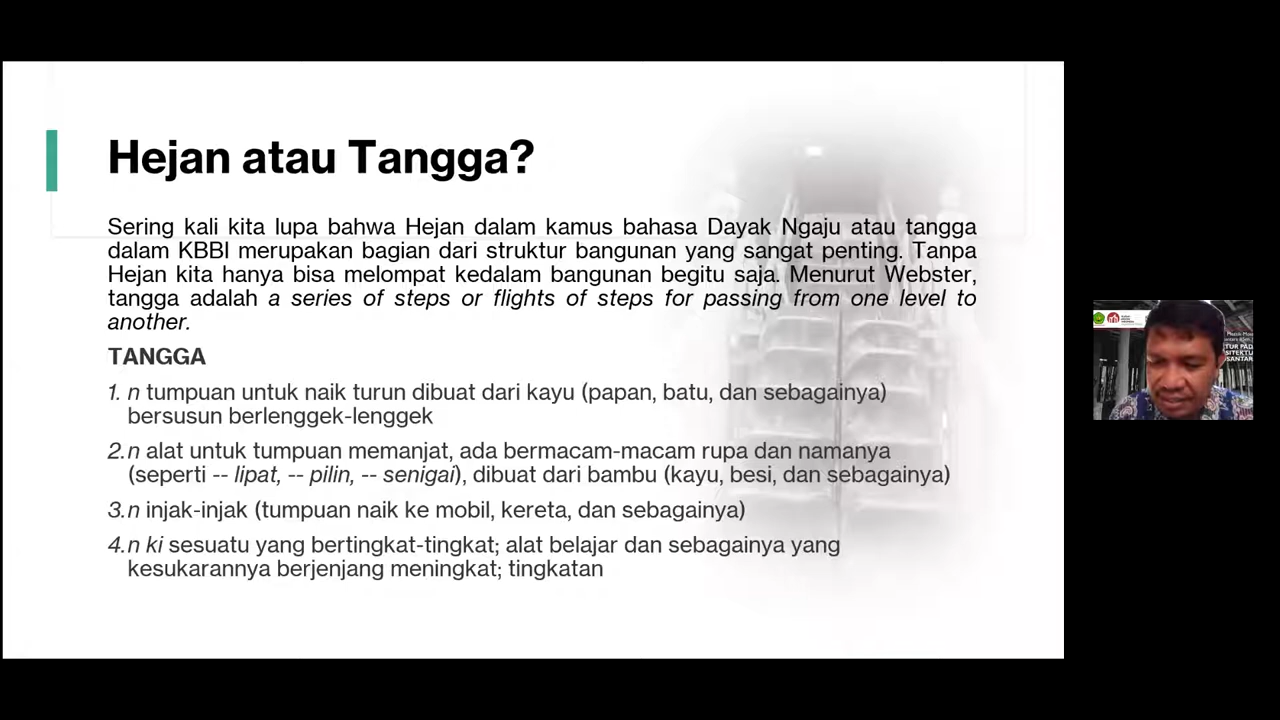 Hejan atau Tangga?
Sering kali kita lupa bahwa Hejan dalam kamus bahasa Dayak Ngaju atau tangga
dalam KBBI merupakan bagian dari struktur bangunan yang sangat penting. Tanpa
Hejan kita hanya bisa melompat kedalam bangunan begitu saja. Menurut Webster,
tangga adalah a series of steps or flights of steps for passing from one level to
another.
TANGGA
1. n tumpuan untuk naik turun dibuat dari kayu (papan, batu, dan sebagainya)
bersusun berlenggek-lenggek
2. n alat untuk tumpuan memanjat, ada bermacam-macam rupa dan namanya
(seperti -- lipat, -- pilin, -- senigai), dibuat dari bambu (kayu, besi, dan sebagainya)
3. n injak-injak (tumpuan naik ke mobil, kereta, dan sebagainya)
4. n ki sesuatu yang bertingkat-tingkat; alat belajar dan sebagainya yang
kesukarannya berjenjang meningkat; tingkatan